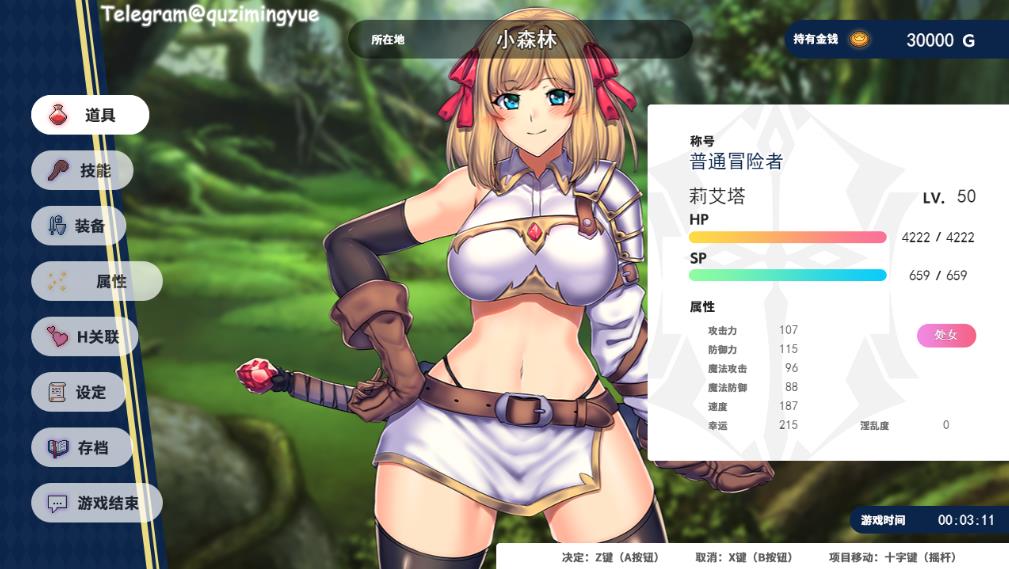 Telegram@quzimingyue
所在地 小森林
持有金钱 30000 G
道具
技能
装备
属性
H关联
设定
存档
游戏结束
称号
普通冒险者
莉艾塔 LV. 50
HP
4222 / 4222
SP
659 / 659
属性
攻击力 107
处女
防御力 115
魔法攻击 96
魔法防御 88
速度 187
幸运 215 淫乱度 0
游戏时间 00:03:11
决定：Z键（A按钮） 取消：X键（B按钮） 项目移动：十字键（摇杆）